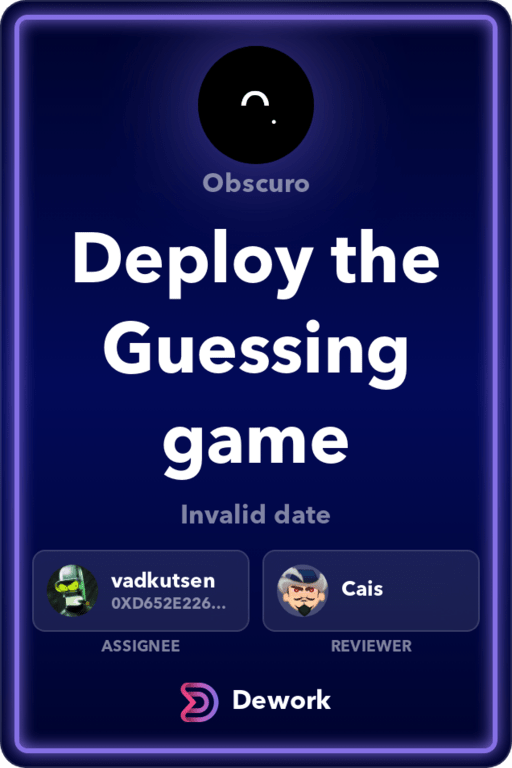 Obscuro
Deploy the
Guessing
game
Invalid date
vadkutsen
0XD652E226...
Cais
ASSIGNEE
REVIEWER
Dework